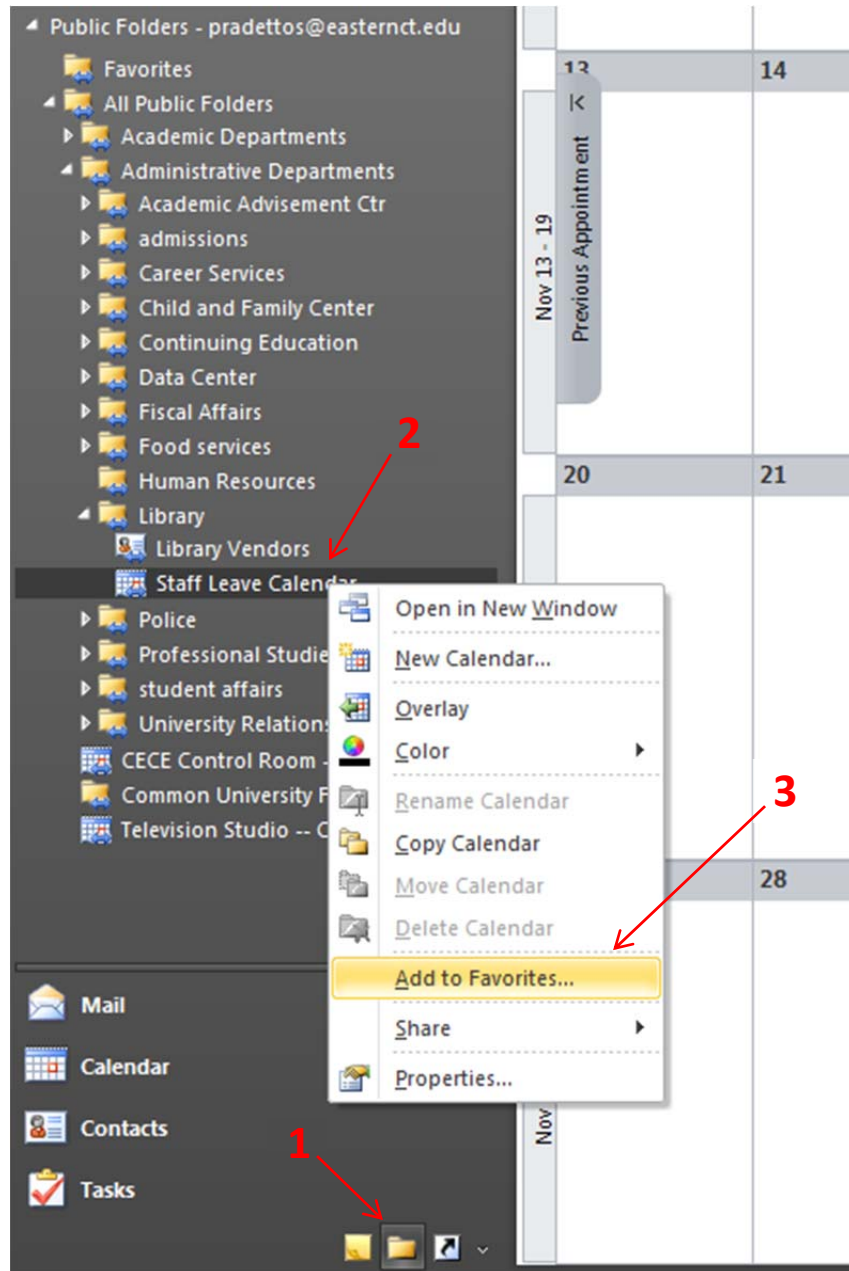 Public Folders - pradettos@easternct.edu
Favorites
All Public Folders
Academic Departments
Administrative Departments
Academic Advisement Ctr
admissions
Career Services
Child and Family Center
Continuing Education
Data Center
Fiscal Affairs
Food services
Human Resources
Library
Library Vendors
Staff Leave Calendar
Police
Professional Studie
student affairs
University Relations
CECE Control Room -
Common University F
Television Studio -- C
2
Open in New Window
New Calendar...
Overlay
Color
Rename Calendar
Copy Calendar
Move Calendar
Delete Calendar
Add to Favorites...
Share
Properties...
3
Mail
Calendar
Contacts
Tasks
1
13 14
Nov 13 - 19
Previous Appointment
20 21
28
Nov